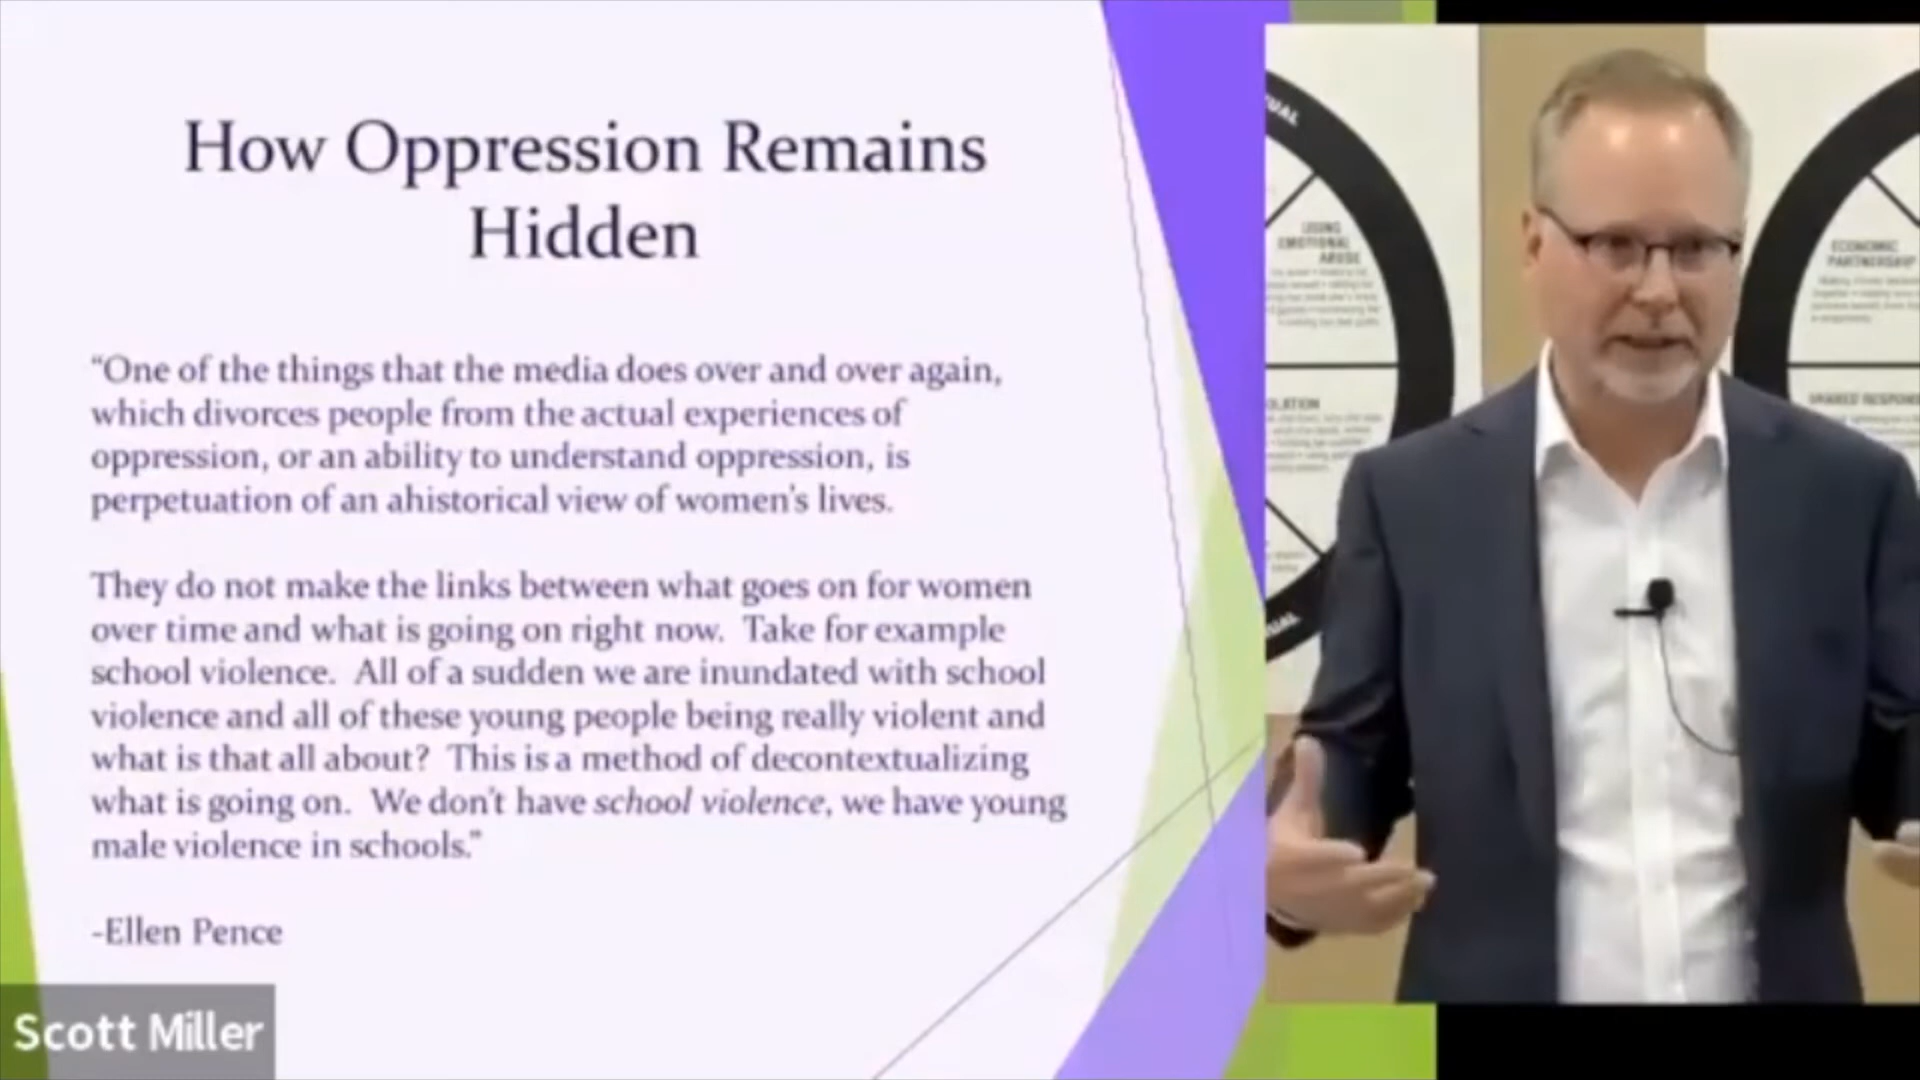 How Oppression Remains
Hidden
“One of the things that the media does over and over again,
which divorces people from the actual experiences of
oppression, or an ability to understand oppression, is
perpetuation of an ahistorical view of women's lives.
They do not make the links between what goes on for women
over time and what is going on right now.  Take for example
school violence.  All of a sudden we are inundated with school
violence and all of these young people being really violent and
what is that all about?  This is a method of decontextualizing
what is going on.  We don't have school violence, we have young
male violence in schools.”
-Ellen Pence
Scott Miller
USING
EMOTIONAL
ABUSE
ECONOMIC
PARTNERSHIP